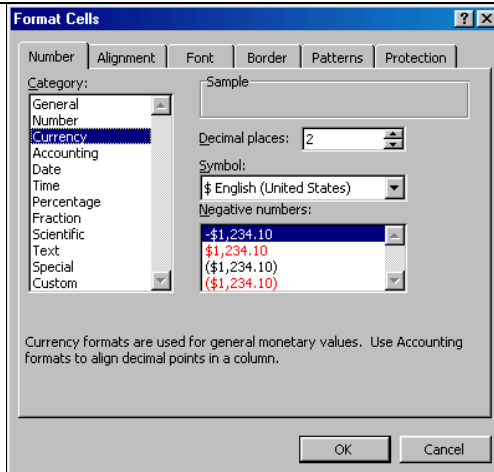 Format Cells
Number Alignment Font Border Patterns Protection
Category:
General
Number
Currency
Accounting
Date
Time
Percentage
Fraction
Scientific
Text
Special
Custom
Sample
Decimal places: 2
Symbol:
$ English (United States)
Negative numbers:
-$1,234.10
$1,234.10
($1,234.10)
($1,234.10)
Currency formats are used for general monetary values. Use Accounting
formats to align decimal points in a column.
OK Cancel